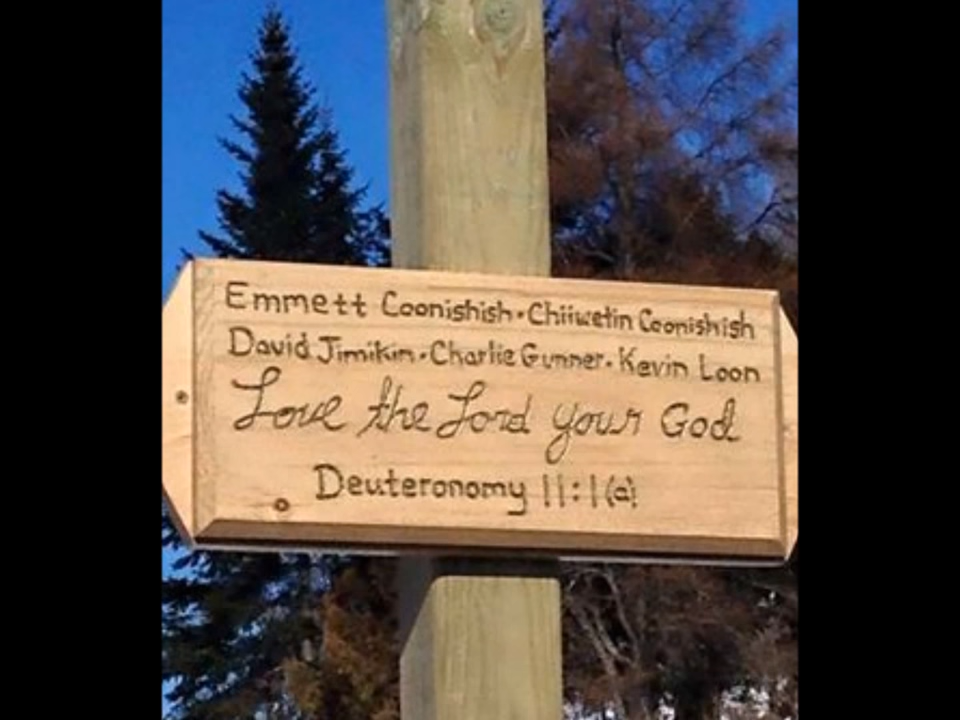 Emmett Coonishish · Chiiwetin Coonishish
David Jimikin · Charlie Gunner · Kevin Loon
Love the Lord your God
Deuteronomy 11:1(a)